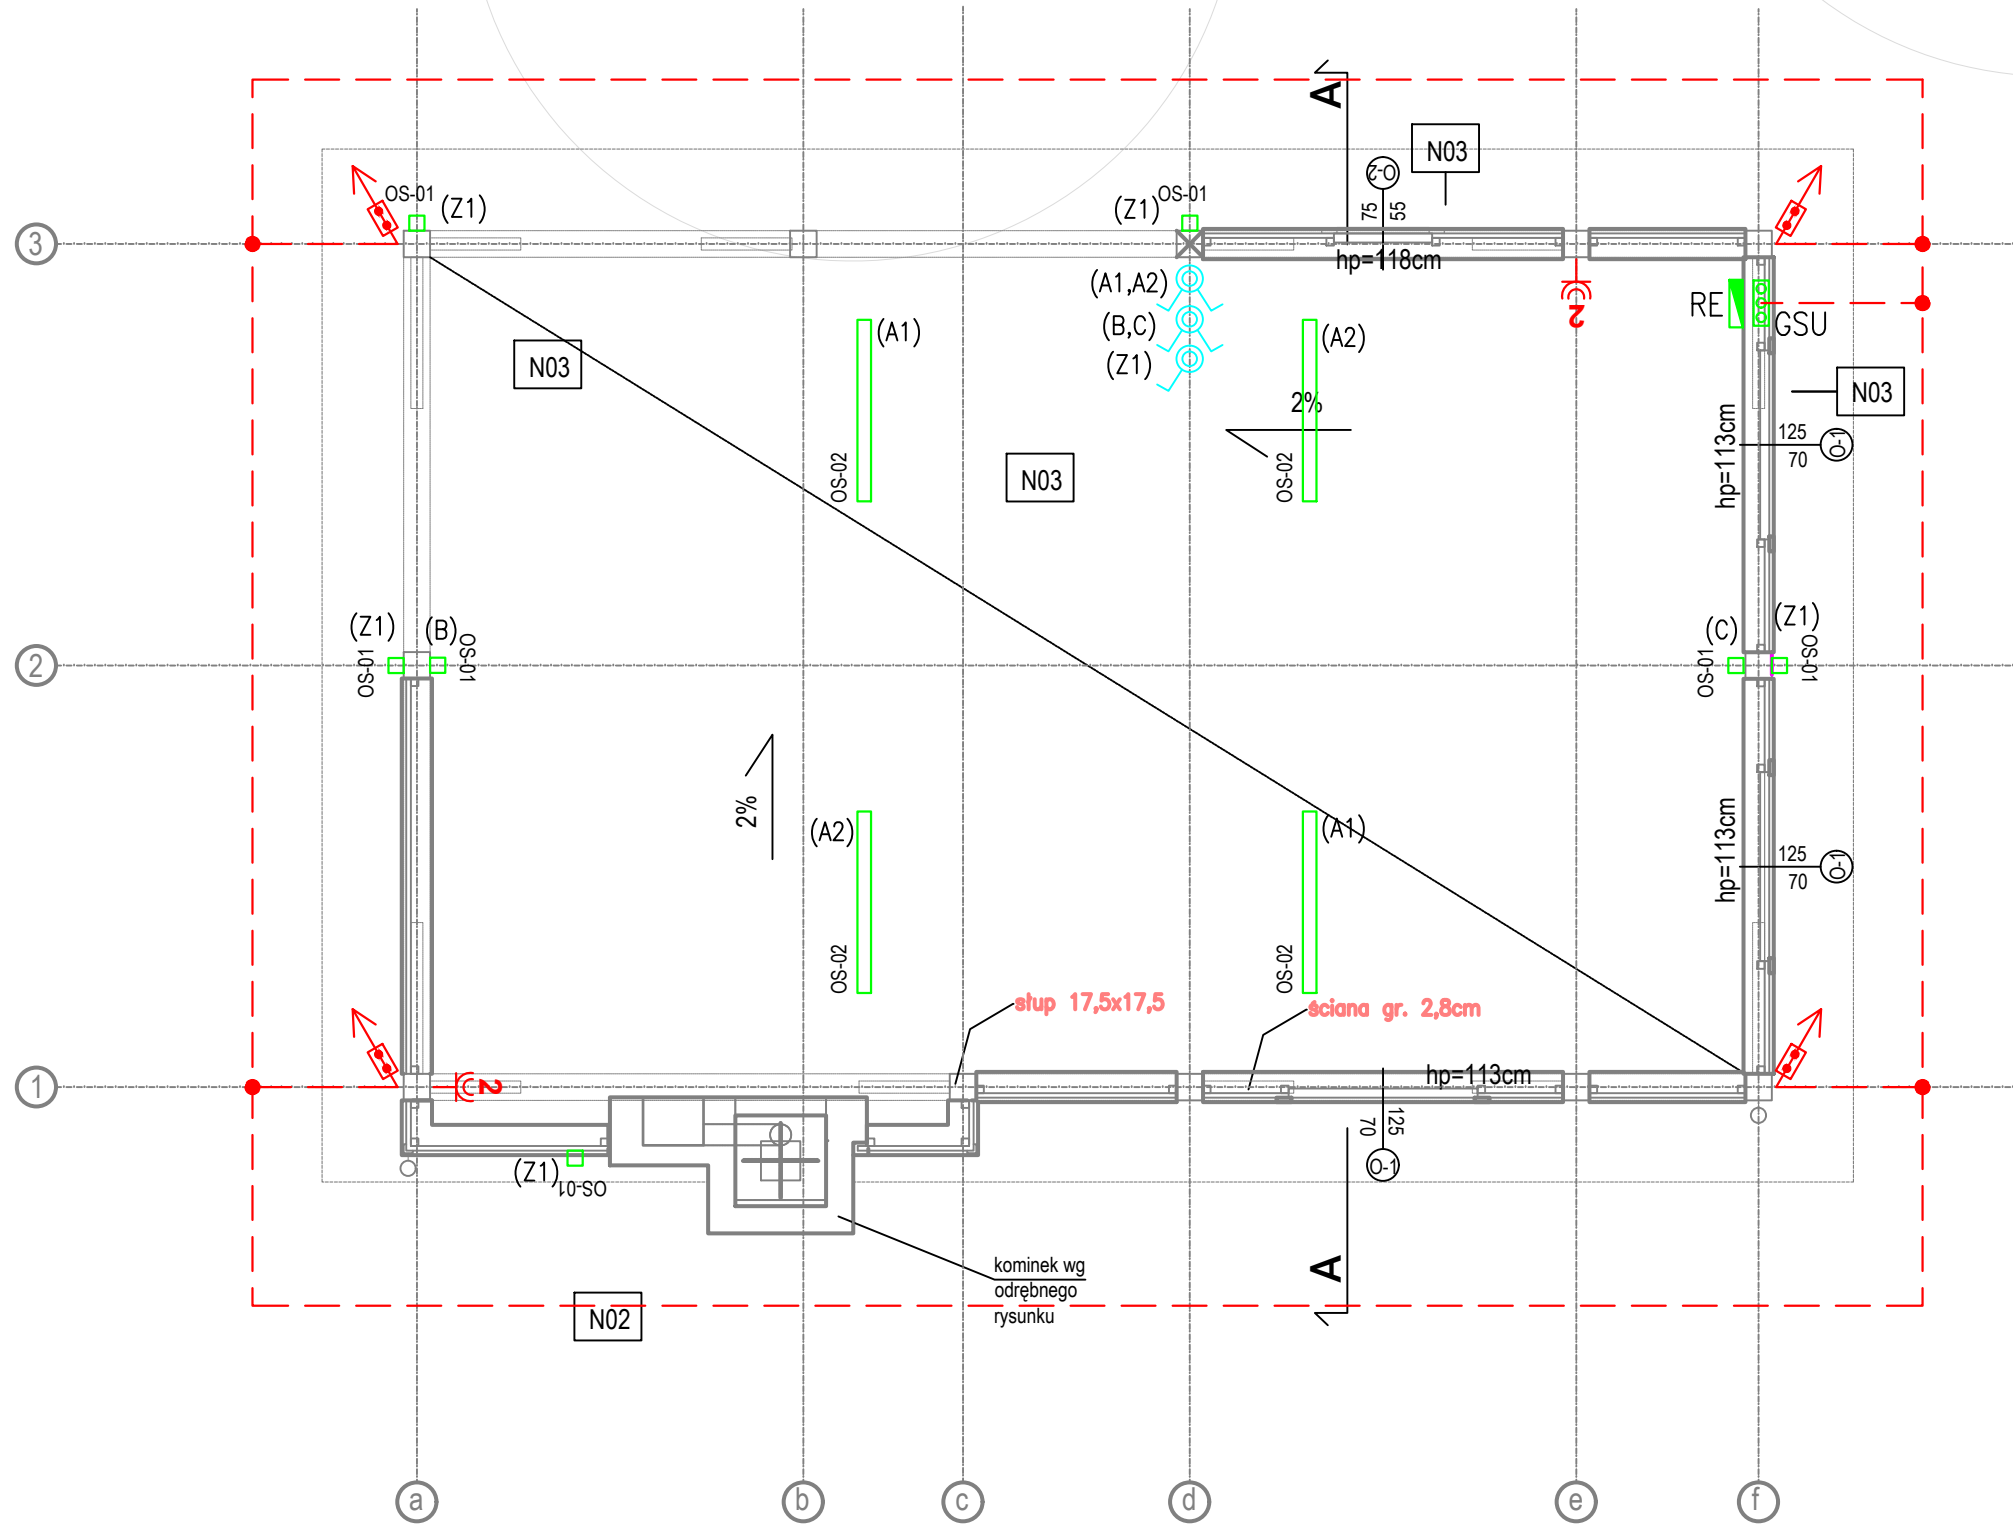 A
N03
O-2
OS-01
(Z1)
OS-01
(Z1)
75
55
3
hp=118cm
(A1,A2)
(B,C)
(Z1)
2
RE
GSU
(A1)
(A2)
N03
N03
2%
hp=113cm
125
70
O-1
OS-02
N03
OS-02
(Z1)
(B)
OS-01
OS-01
(C)
(Z1)
OS-01
OS-01
2
2%
(A2)
(A1)
hp=113cm
125
70
O-1
OS-02
OS-02
słup 17,5x17,5
ściana gr. 2,8cm
1
2
hp=113cm
125
70
O-1
(Z1)
OS-01
kominek wg
odrębnego
rysunku
A
N02
a
b
c
d
e
f